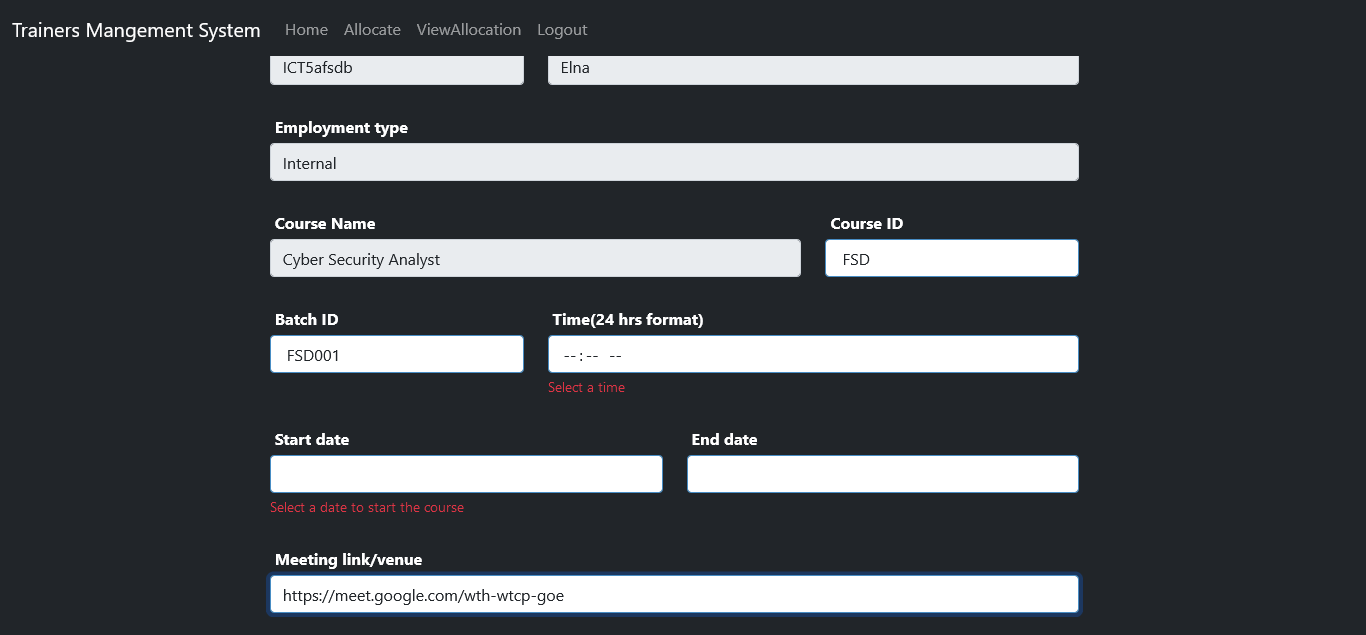 Trainers Mangement System Home Allocate ViewAllocation Logout
ICT5afsdb Elna
Employment type
Internal
Course Name Course ID
Cyber Security Analyst FSD
Batch ID Time(24 hrs format)
FSD001 --:-- --
Select a time
Start date End date
Select a date to start the course
Meeting link/venue
https://meet.google.com/wth-wtcp-goe